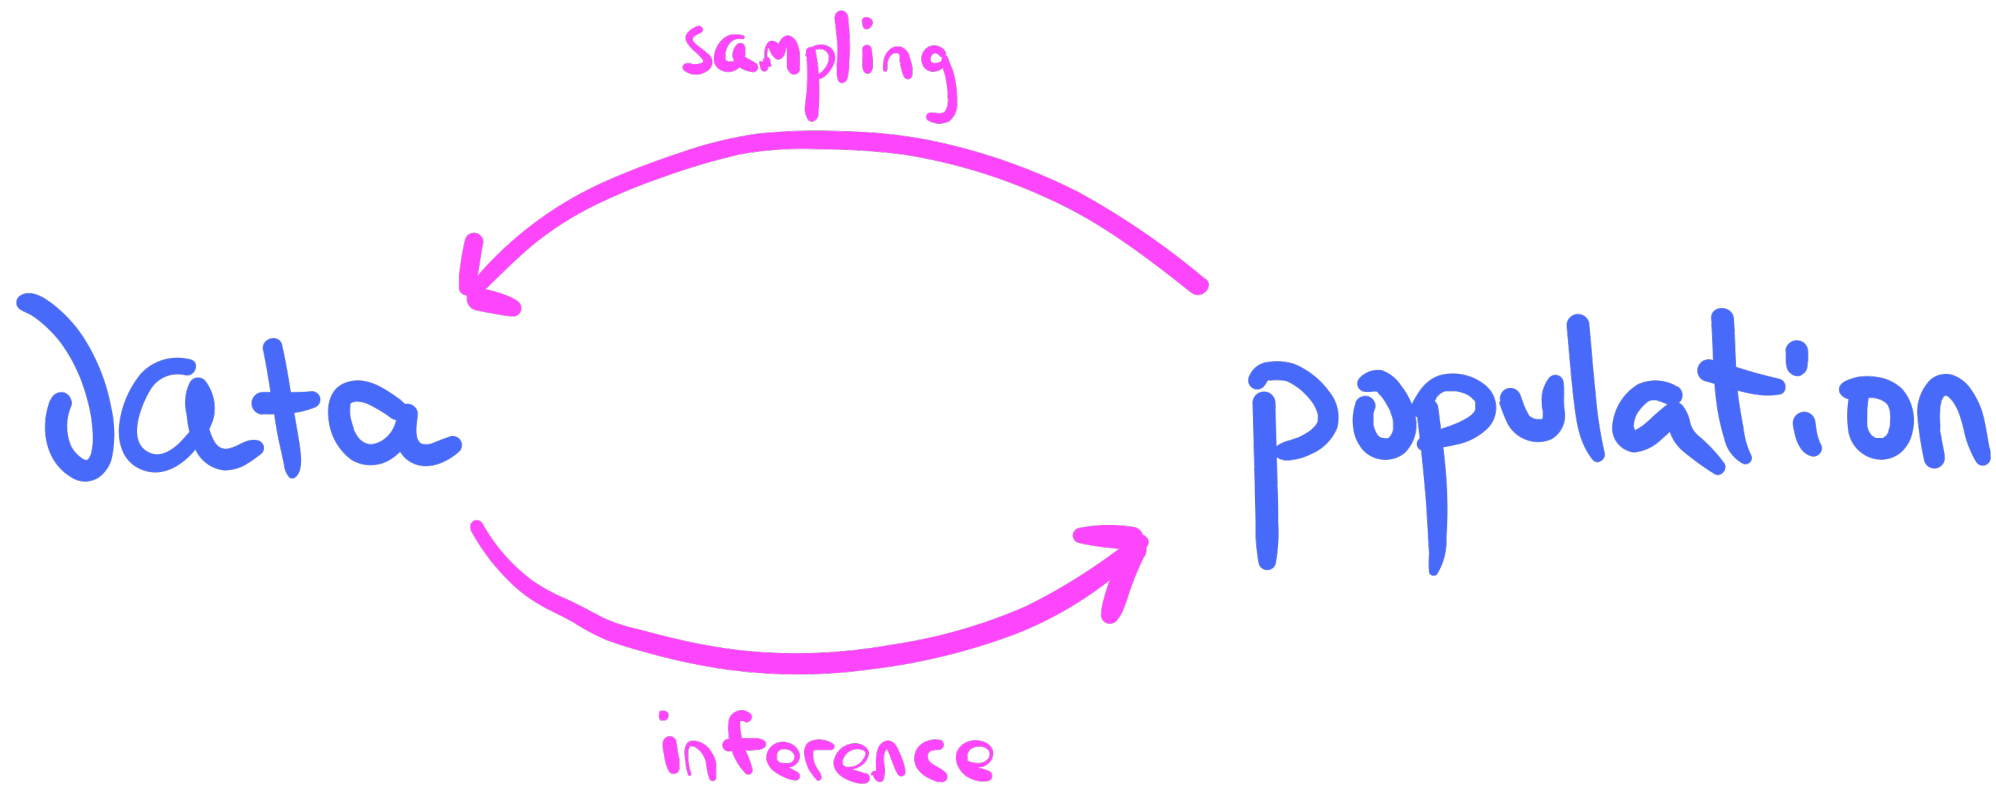 sampling
data
population
inference